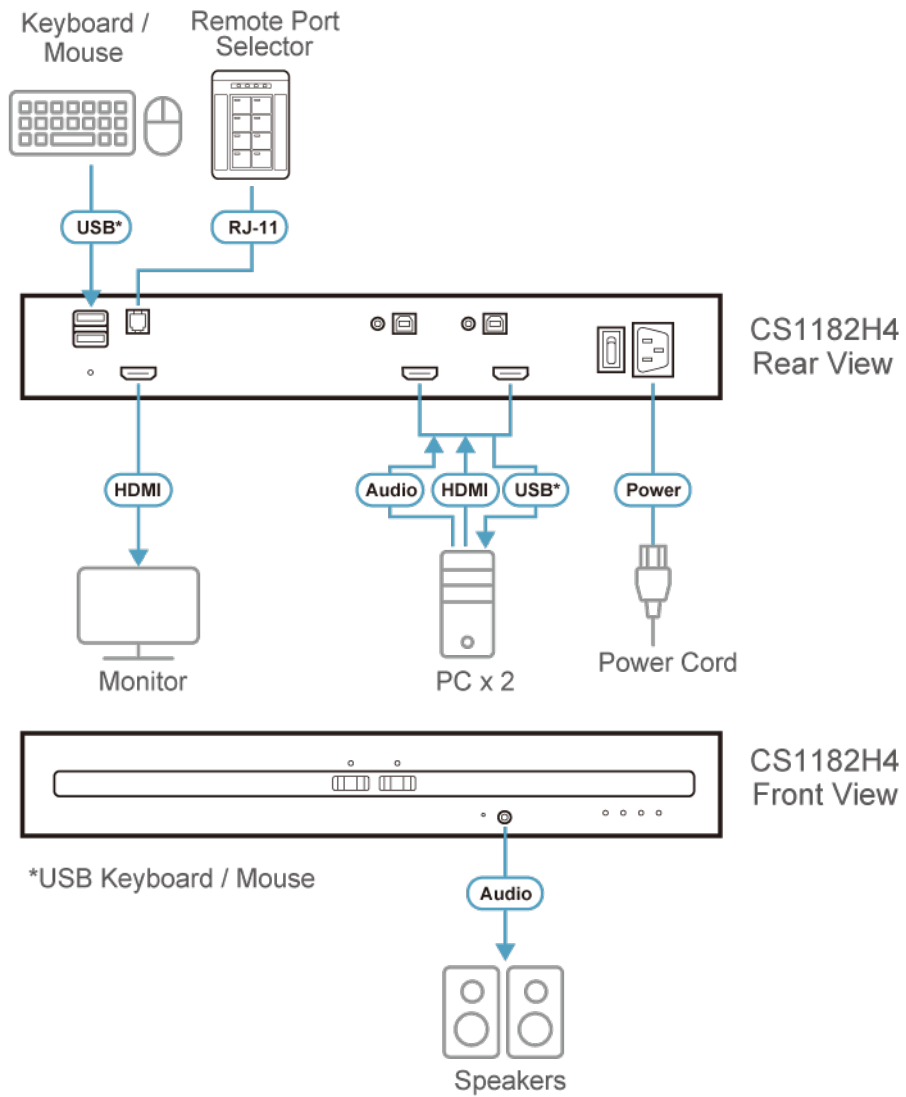 Keyboard /
Mouse
Remote Port
Selector
USB*
RJ-11
CS1182H4
Rear View
HDMI
Audio
HDMI
USB*
Power
Monitor
PC x 2
Power Cord
CS1182H4
Front View
*USB Keyboard / Mouse
Audio
Speakers